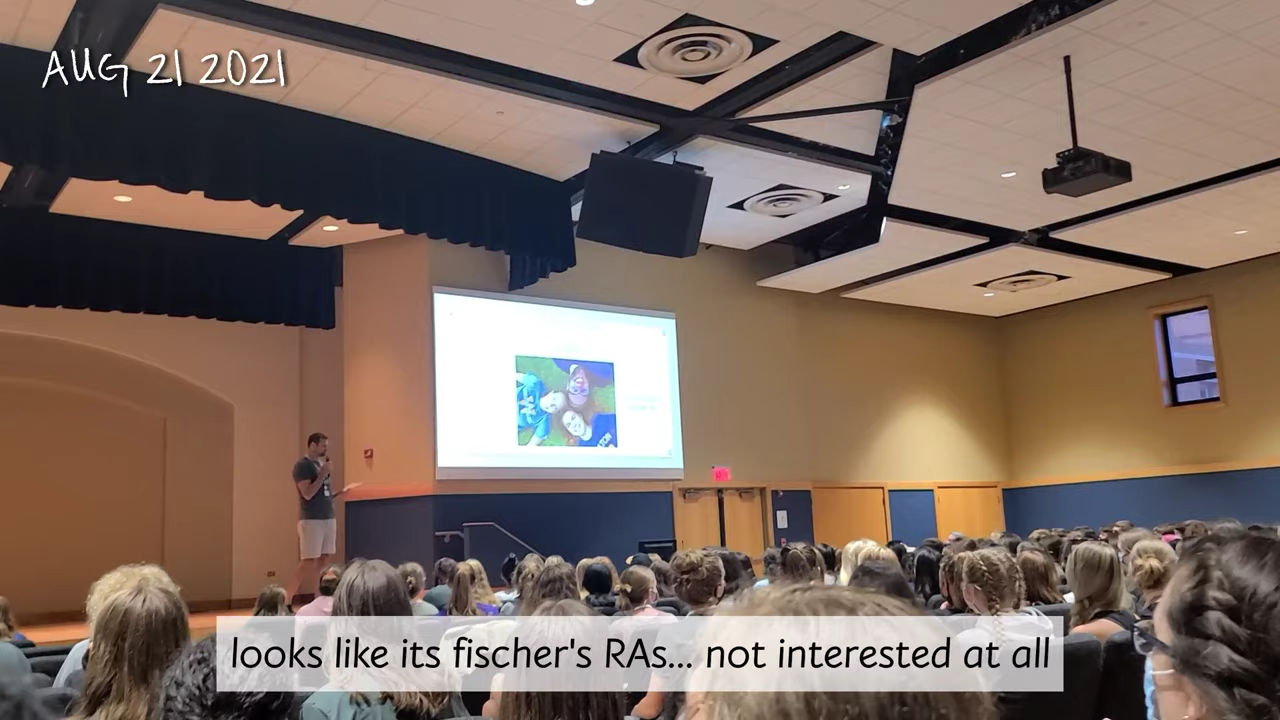 AUG 21 2021
looks like its fischer's RAs... not interested at all